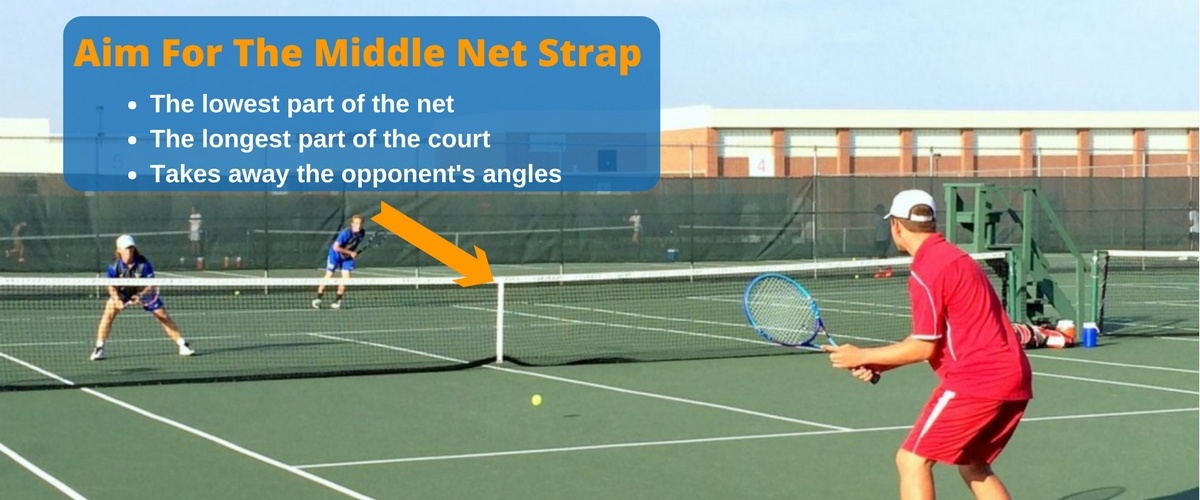 Aim For The Middle Net Strap
• The lowest part of the net
• The longest part of the court
• Takes away the opponent's angles
5
4